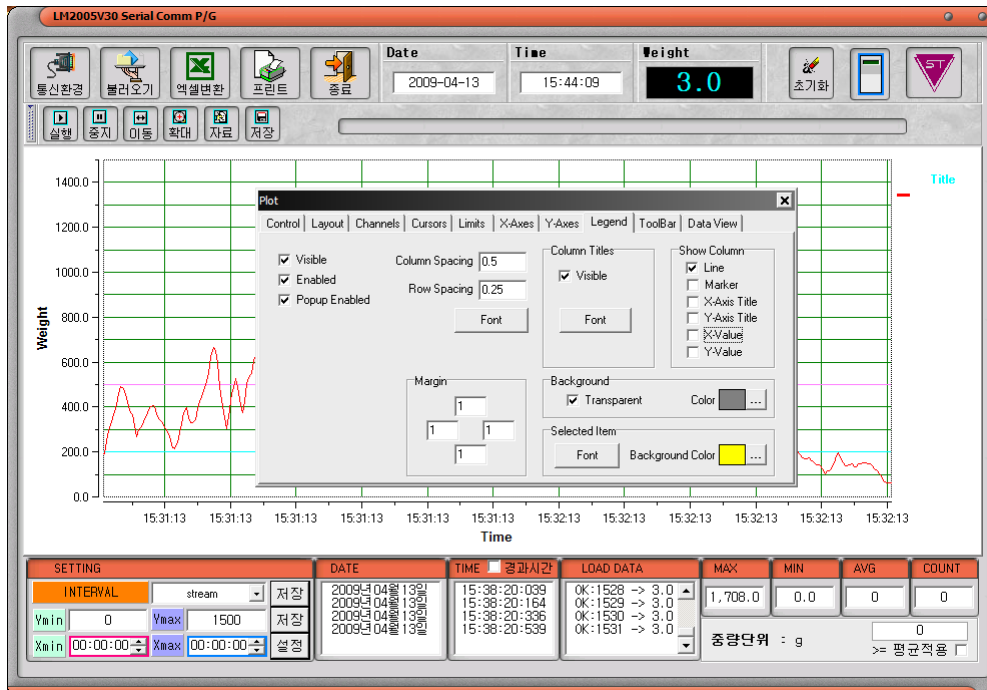 LM2005V30 Serial Comm P/G
통신환경 불러오기 엑셀변환 프린트 종료
Date Time Weight
2009-04-13 15:44:09 3.0
초기화 ST
실행 중지 이동 확대 자료 저장
Title
1400.0
1200.0
1000.0
800.0
600.0
400.0
200.0
0.0
Weight
Plot
Control Layout Channels Cursors Limits X-Axes Y-Axes Legend ToolBar Data View
Visible
Enabled
Popup Enabled
Column Spacing 0.5
Row Spacing 0.25
Font
Column Titles
Visible
Font
Show Column
Line
Marker
X-Axis Title
Y-Axis Title
X-Value
Y-Value
Margin
1
1 1
1
Background
Transparent Color ...
Selected Item
Font Background Color ...
15:31:13 15:31:13 15:31:13 15:31:13 15:31:13 15:31:13 15:32:13 15:32:13 15:32:13 15:32:13 15:32:13 15:32:13
Time
SETTING
INTERVAL stream 저장
Ymin 0 Ymax 1500 저장
Xmin 00:00:00 Xmax 00:00:00 설정
DATE
2009년04월13일
2009년04월13일
2009년04월13일
2009년04월13일
TIME 경과시간
15:38:20:039
15:38:20:164
15:38:20:336
15:38:20:539
LOAD DATA
OK:1528 -> 3.0
OK:1529 -> 3.0
OK:1530 -> 3.0
OK:1531 -> 3.0
MAX MIN AVG COUNT
1,708.0 0.0 0 0
중량단위 : g
0
>= 평균적용